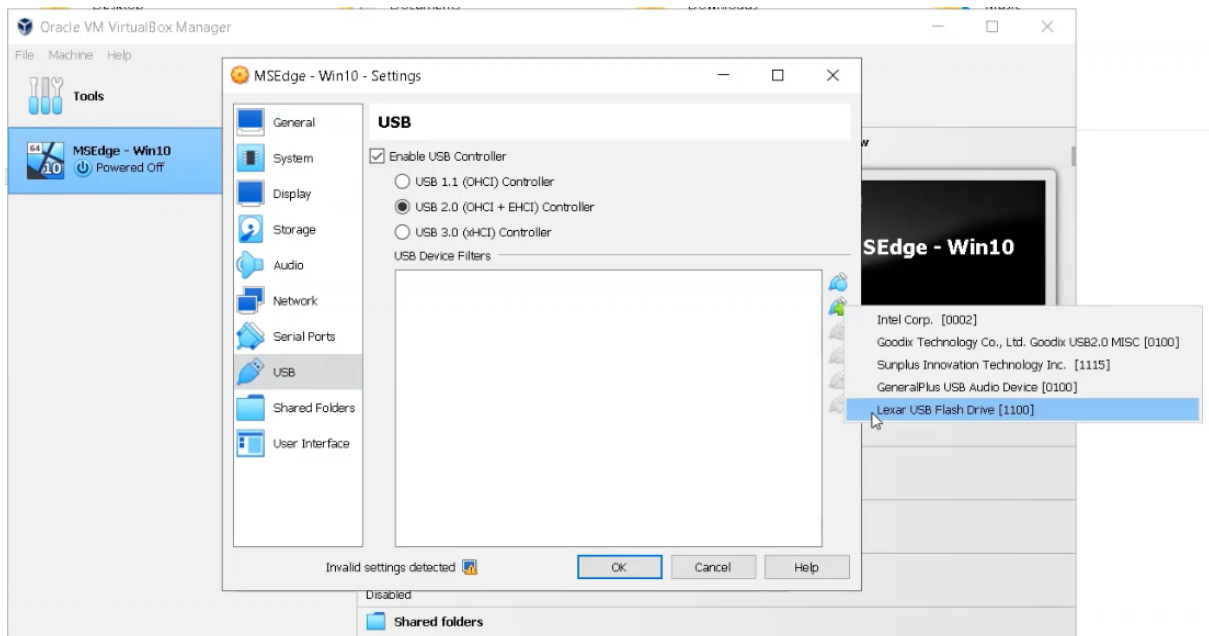 Oracle VM VirtualBox Manager
File Machine Help
Tools
64
10
MSEdge - Win10
Powered Off
MSEdge - Win10 - Settings
General
System
Display
Storage
Audio
Network
Serial Ports
USB
Shared Folders
User Interface
USB
Enable USB Controller
USB 1.1 (OHCI) Controller
USB 2.0 (OHCI + EHCI) Controller
USB 3.0 (xHCI) Controller
USB Device Filters
Invalid settings detected
OK Cancel Help
w
SEdge - Win10
Intel Corp. [0002]
Goodix Technology Co., Ltd. Goodix USB2.0 MISC [0100]
Sunplus Innovation Technology Inc. [1115]
GeneralPlus USB Audio Device [0100]
Lexar USB Flash Drive [1100]
Disabled
Shared folders